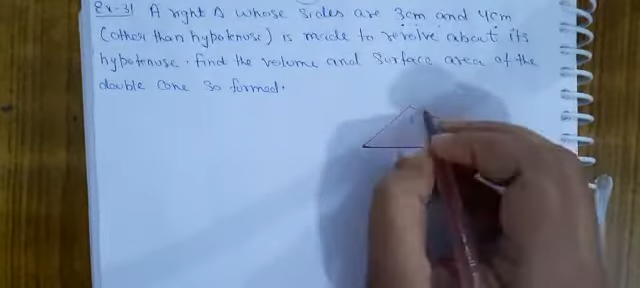 Ex-31 A right Δ whose sides are 3cm and 4cm
(other than hypotenuse) is made to revolve about its
hypotenuse. Find the volume and surface area of the
double cone so formed.